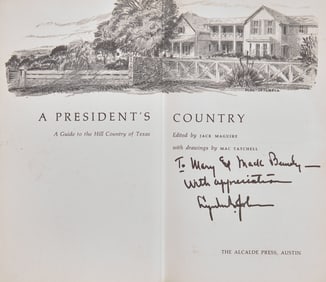 A PRESIDENT'S COUNTRY
A Guide to the Hill Country of Texas
Edited by JACK MAGUIRE
with drawings by MAC TATCHELL
To Mary & Mack Bundy —
with appreciation
THE ALCALDE PRESS, AUSTIN